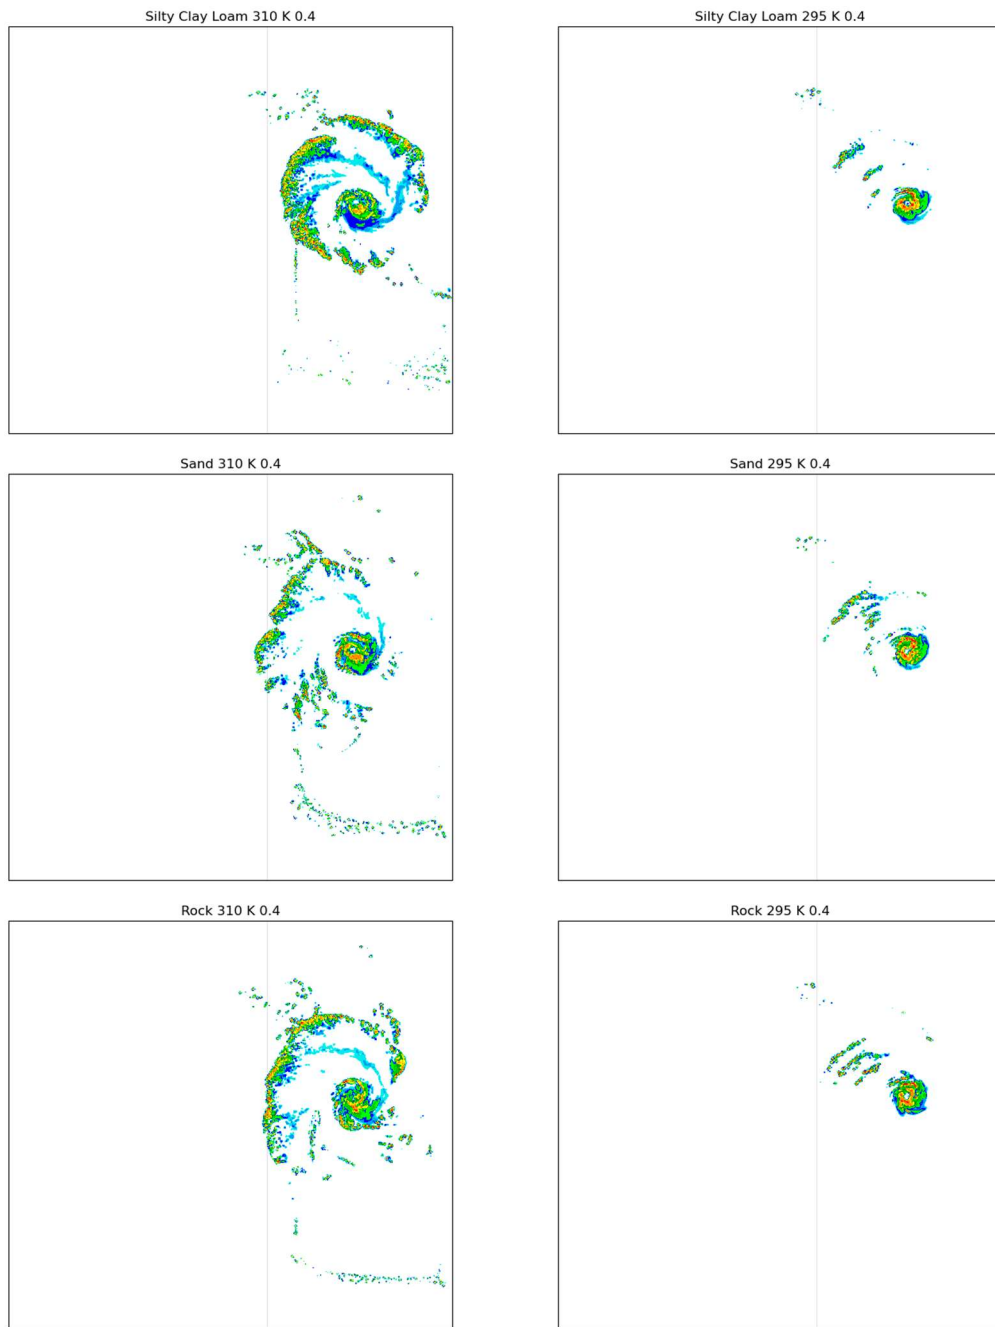 Silty Clay Loam 310 K 0.4
Silty Clay Loam 295 K 0.4
Sand 310 K 0.4
Sand 295 K 0.4
Rock 310 K 0.4
Rock 295 K 0.4